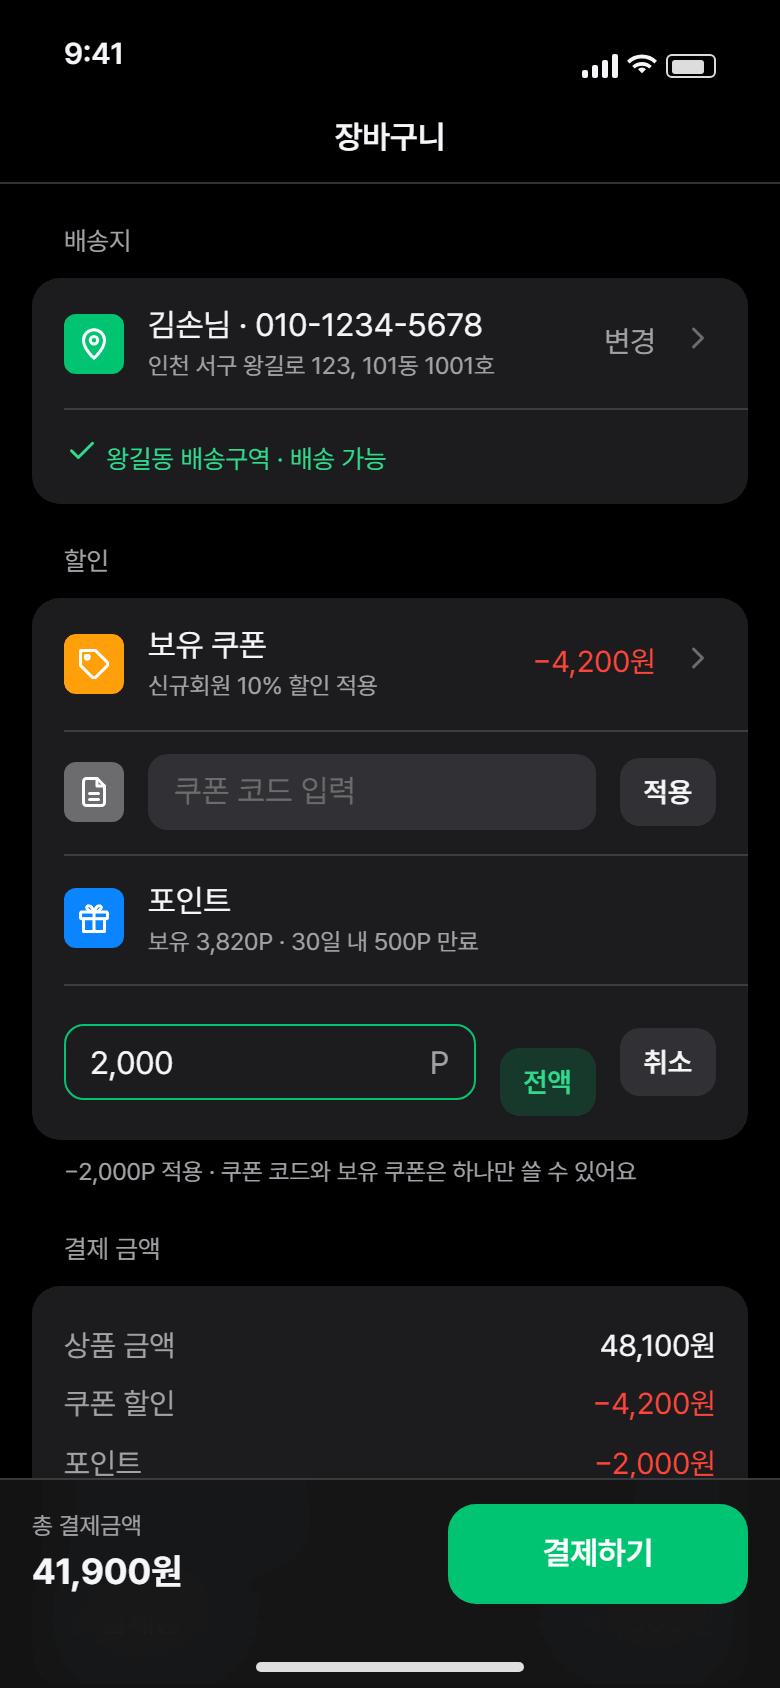 9:41
장바구니
배송지
김손님 · 010-1234-5678
인천 서구 왕길로 123, 101동 1001호
변경
왕길동 배송구역 · 배송 가능
할인
보유 쿠폰
신규회원 10% 할인 적용
−4,200원
쿠폰 코드 입력
적용
포인트
보유 3,820P · 30일 내 500P 만료
2,000 P
전액
취소
−2,000P 적용 · 쿠폰 코드와 보유 쿠폰은 하나만 쓸 수 있어요
결제 금액
상품 금액 48,100원
쿠폰 할인 −4,200원
포인트 −2,000원
총 결제금액
41,900원
결제하기